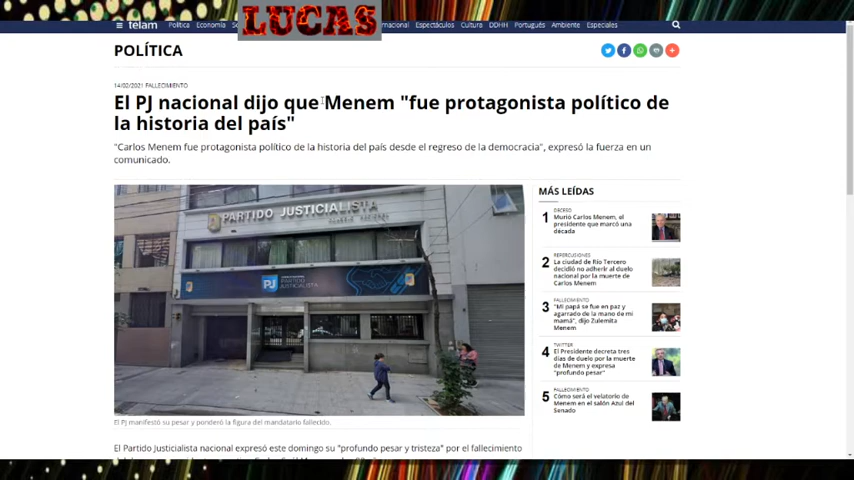 télam
Política Economía
LUCAS
nacional Espectáculos Cultura DDHH Portugués Ambiente Especiales
POLÍTICA
14/02/2021 FALLECIMIENTO
El PJ nacional dijo que Menem "fue protagonista político de
la historia del país"
"Carlos Menem fue protagonista político de la historia del país desde el regreso de la democracia", expresó la fuerza en un
comunicado.
PARTIDO JUSTICIALISTA
PJ
PARTIDO
JUSTICIALISTA
El PJ manifestó su pesar y ponderó la figura del mandatario fallecido.
El Partido Justicialista nacional expresó este domingo su "profundo pesar y tristeza" por el fallecimiento
MÁS LEÍDAS
1
DECESO
Murió Carlos Menem, el
presidente que marcó una
década
2
REPERCUSIONES
La ciudad de Río Tercero
decidió no adherir al duelo
nacional por la muerte de
Carlos Menem
3
FALLECIMIENTO
"Mi papá se fue en paz y
agarrado de la mano de mi
mamá", dijo Zulemita
Menem
4
TWITTER
El Presidente decreta tres
días de duelo por la muerte
de Menem y expresa
"profundo pesar"
5
FALLECIMIENTO
Cómo será el velatorio de
Menem en el salón Azul del
Senado